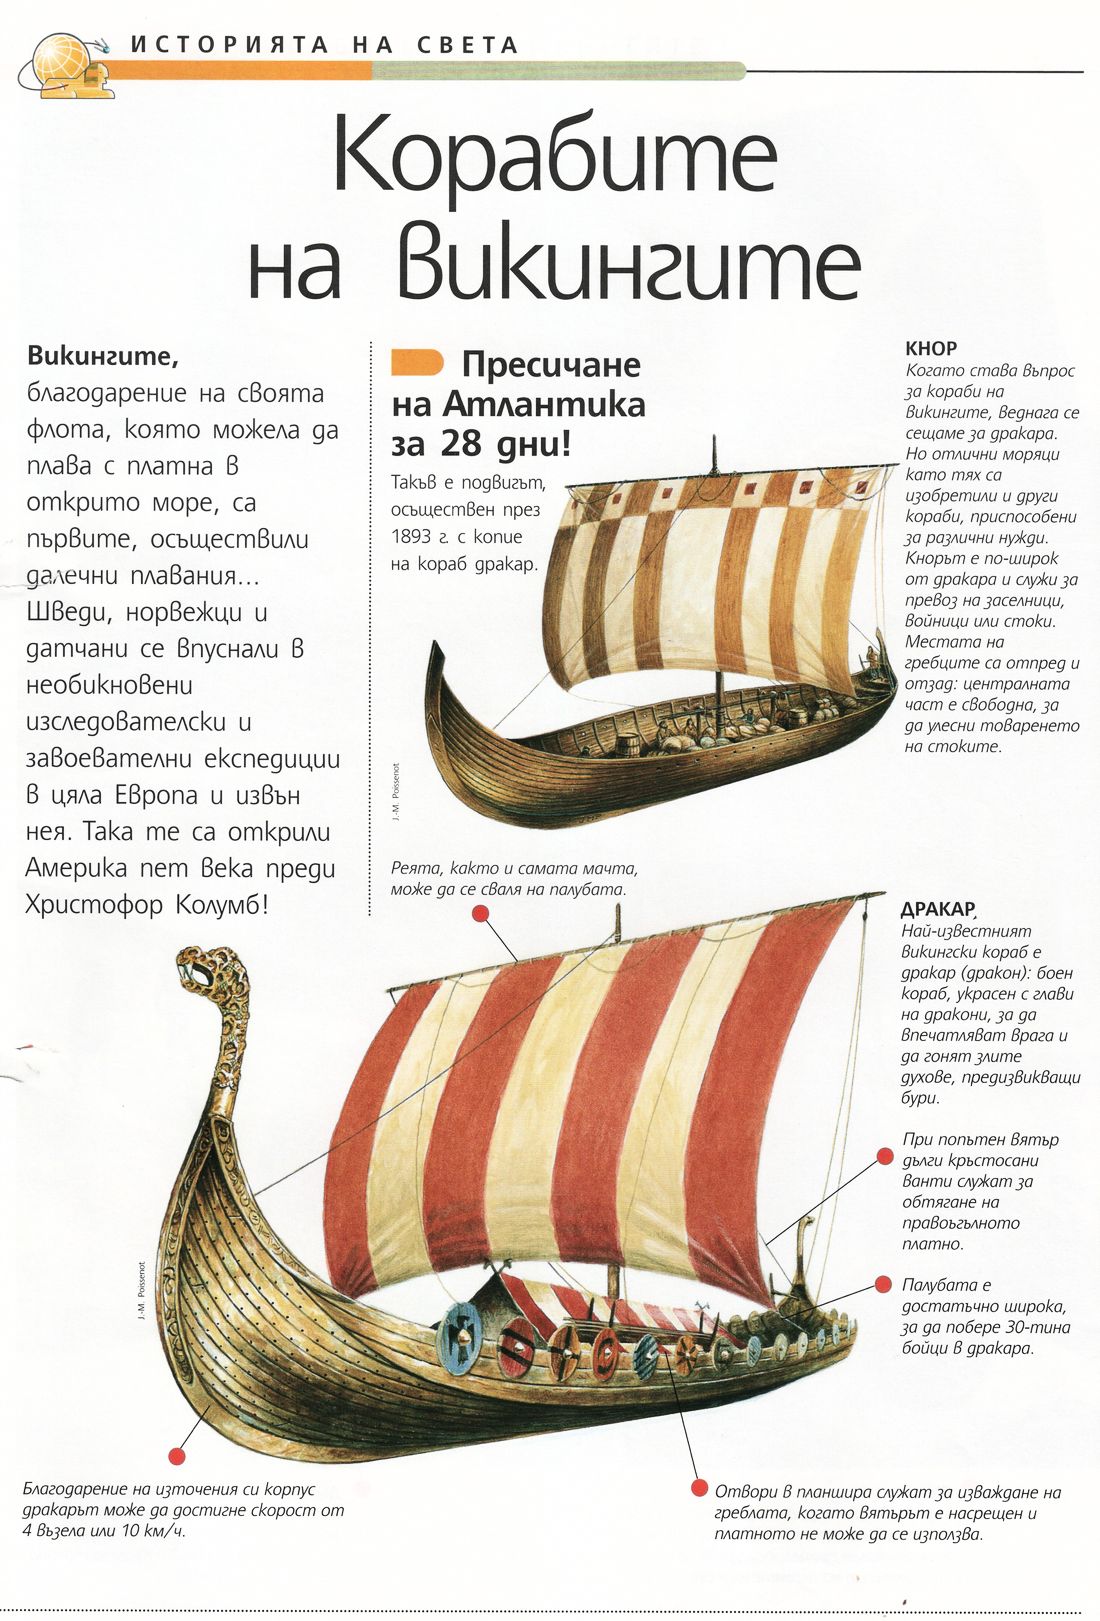 ИСТОРИЯТА НА СВЕТА
Корабите
на викингите
Викингите,
благодарение на своята
флота, която можела да
плава с платна в
открито море, са
първите, осъществили
далечни плавания...
Шведи, норвежци и
датчани се впуснали в
необикновени
изследователски и
завоевателни експедиции
в цяла Европа и извън
нея. Така те са открили
Америка пет века преди
Христофор Колумб!
Пресичане
на Атлантика
за 28 дни!
Такъв е подвигът,
осъществен през
1893 г. с копие
на кораб дракар.
КНОР
Когато става въпрос
за кораби на
викингите, веднага се
сещаме за дракара.
Но отлични моряци
като тях са
изобретили и други
кораби, приспособени
за различни нужди.
Кнорът е по-широк
от дракара и служи за
превоз на заселници,
войници или стоки.
Местата на
гребците са отпред и
отзад: централната
част е свободна, за
да улесни товаренето
на стоките.
J.-M. Poissenot
Реята, както и самата мачта,
може да се сваля на палубата.
ДРАКАР
Най-известният
викингски кораб е
дракар (дракон): боен
кораб, украсен с глави
на дракони, за да
впечатляват врага и
да гонят злите
духове, предизвикващи
бури.
При попътен вятър
дълги кръстосани
ванти служат за
обтягане на
правоъгълното
платно.
Палубата е
достатъчно широка,
за да побере 30-тина
бойци в дракара.
J.-M. Poissenot
Благодарение на източения си корпус
дракарът може да достигне скорост от
4 възела или 10 км/ч.
Отвори в планшира служат за изваждане на
греблата, когато вятърът е насрещен и
платното не може да се използва.